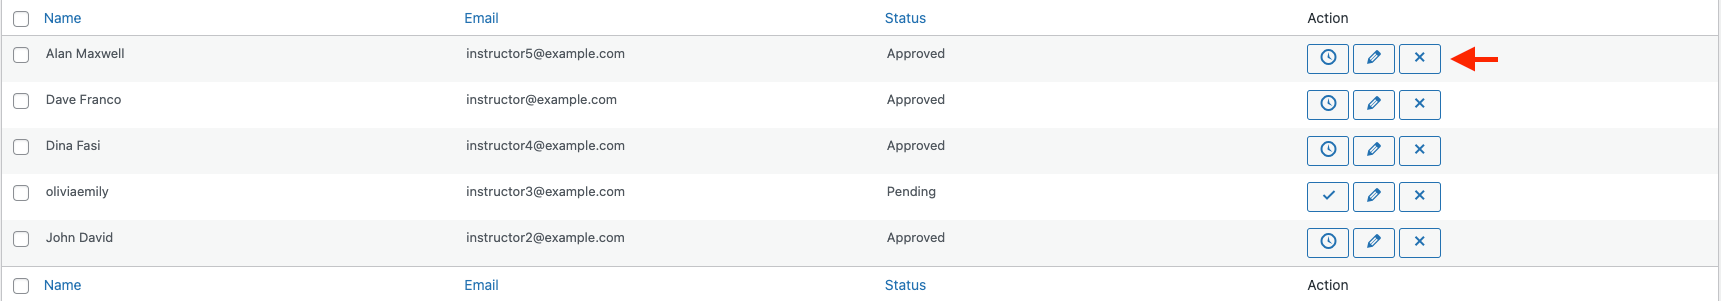 Name Email Status Action
Alan Maxwell instructor5@example.com Approved
Dave Franco instructor@example.com Approved
Dina Fasi instructor4@example.com Approved
oliviaemily instructor3@example.com Pending
John David instructor2@example.com Approved
Name Email Status Action